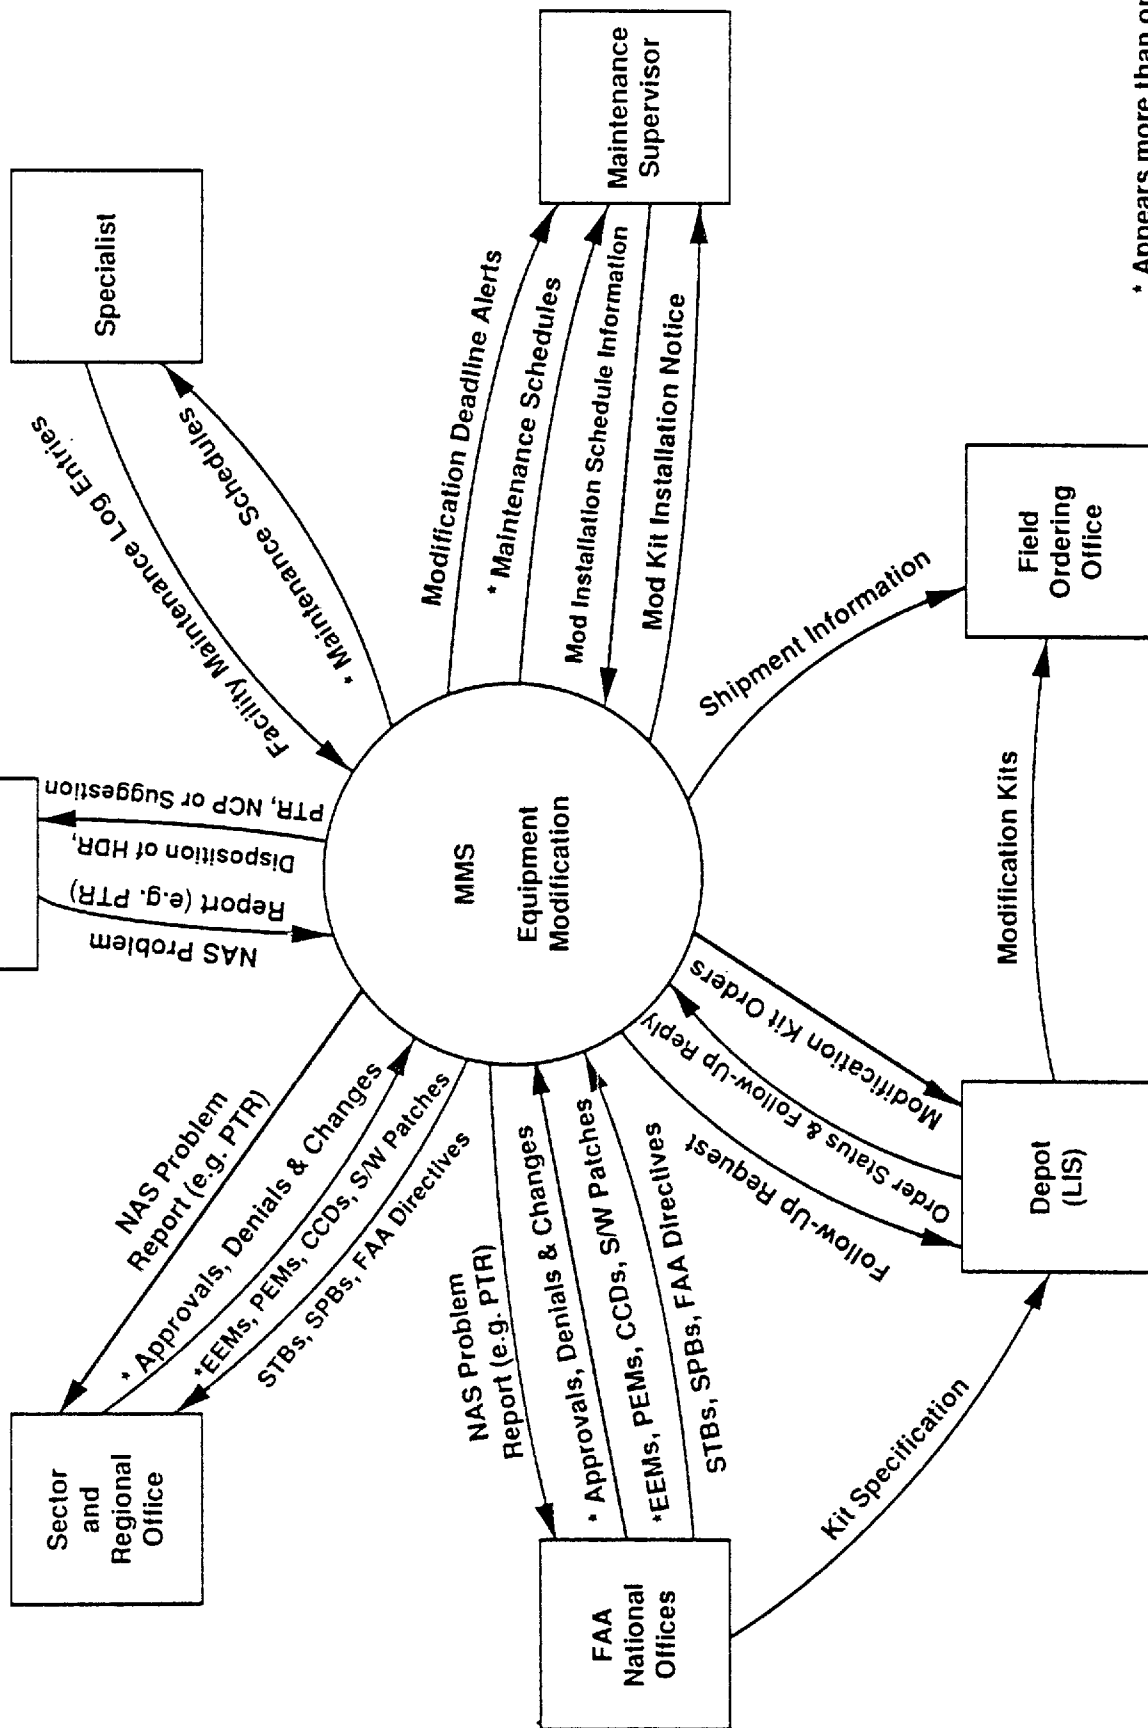 Sector
and
Regional
Office
Specialist
NAS Problem
Report (e.g. PTR)
* Approvals, Denials & Changes
*EEMs, PEMs, CCDs, S/W Patches
STBs, SPBs, FAA Directives
NAS Problem
Report (e.g. PTR)
Disposition of HDR,
PTR, NCP or Suggestion
Facility Maintenance Log Entries
* Maintenance Schedules
FAA
National
Offices
NAS Problem
Report (e.g. PTR)
* Approvals, Denials & Changes
*EEMs, PEMs, CCDs, S/W Patches
STBs, SPBs, FAA Directives
MMS
Equipment
Modification
Modification Deadline Alerts
* Maintenance Schedules
Mod Installation Schedule Information
Mod Kit Installation Notice
Maintenance
Supervisor
Kit Specification
Follow-Up Request
Order Status & Follow-Up Reply
Modification Kit Orders
Shipment Information
Depot
(LIS)
Modification Kits
Field
Ordering
Office
* Appears more than